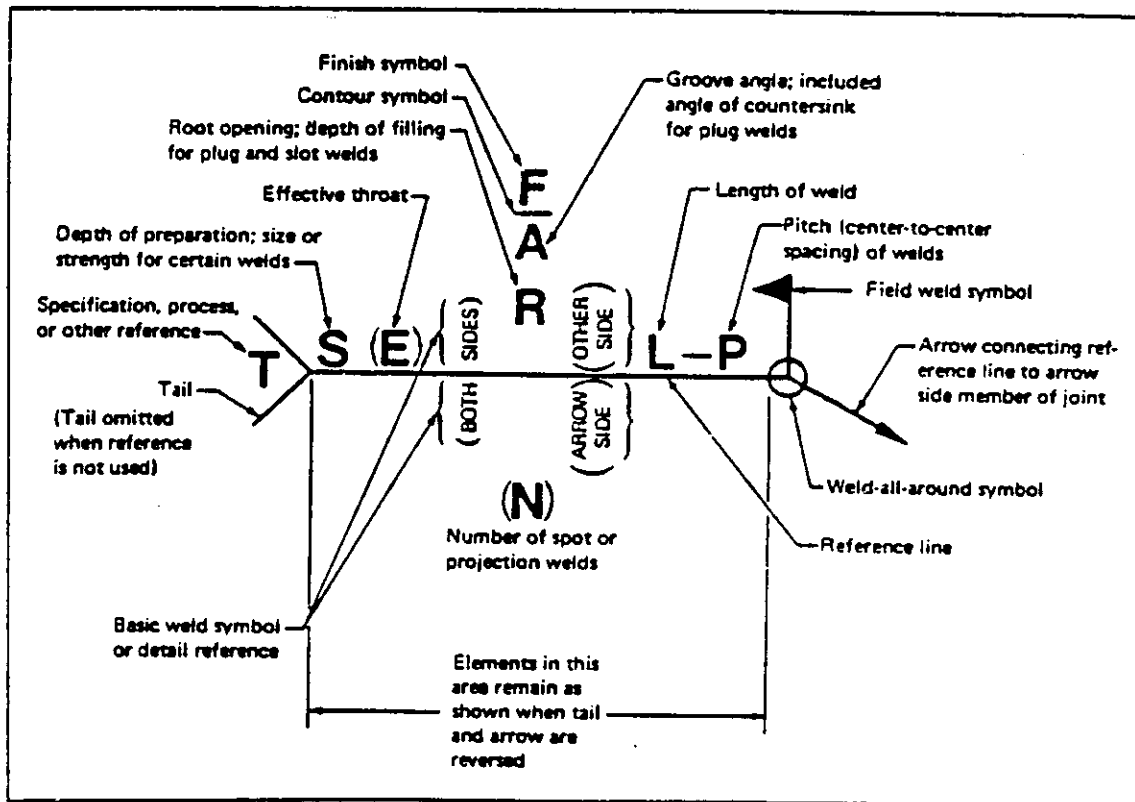 Finish symbol
Contour symbol
Root opening; depth of filling
for plug and slot welds
Effective throat
Depth of preparation; size or
strength for certain welds
Specification, process,
or other reference
Tail
(Tail omitted
when reference
is not used)
Groove angle; included
angle of countersink
for plug welds
Length of weld
Pitch (center-to-center
spacing) of welds
Field weld symbol
Arrow connecting ref-
erence line to arrow
side member of joint
Weld-all-around symbol
Reference line
F
A
R
T
S
(E)
(BOTH SIDES)
(OTHER SIDE)
(ARROW SIDE)
L – P
(N)
Number of spot or
projection welds
Basic weld symbol
or detail reference
Elements in this
area remain as
shown when tail
and arrow are
reversed